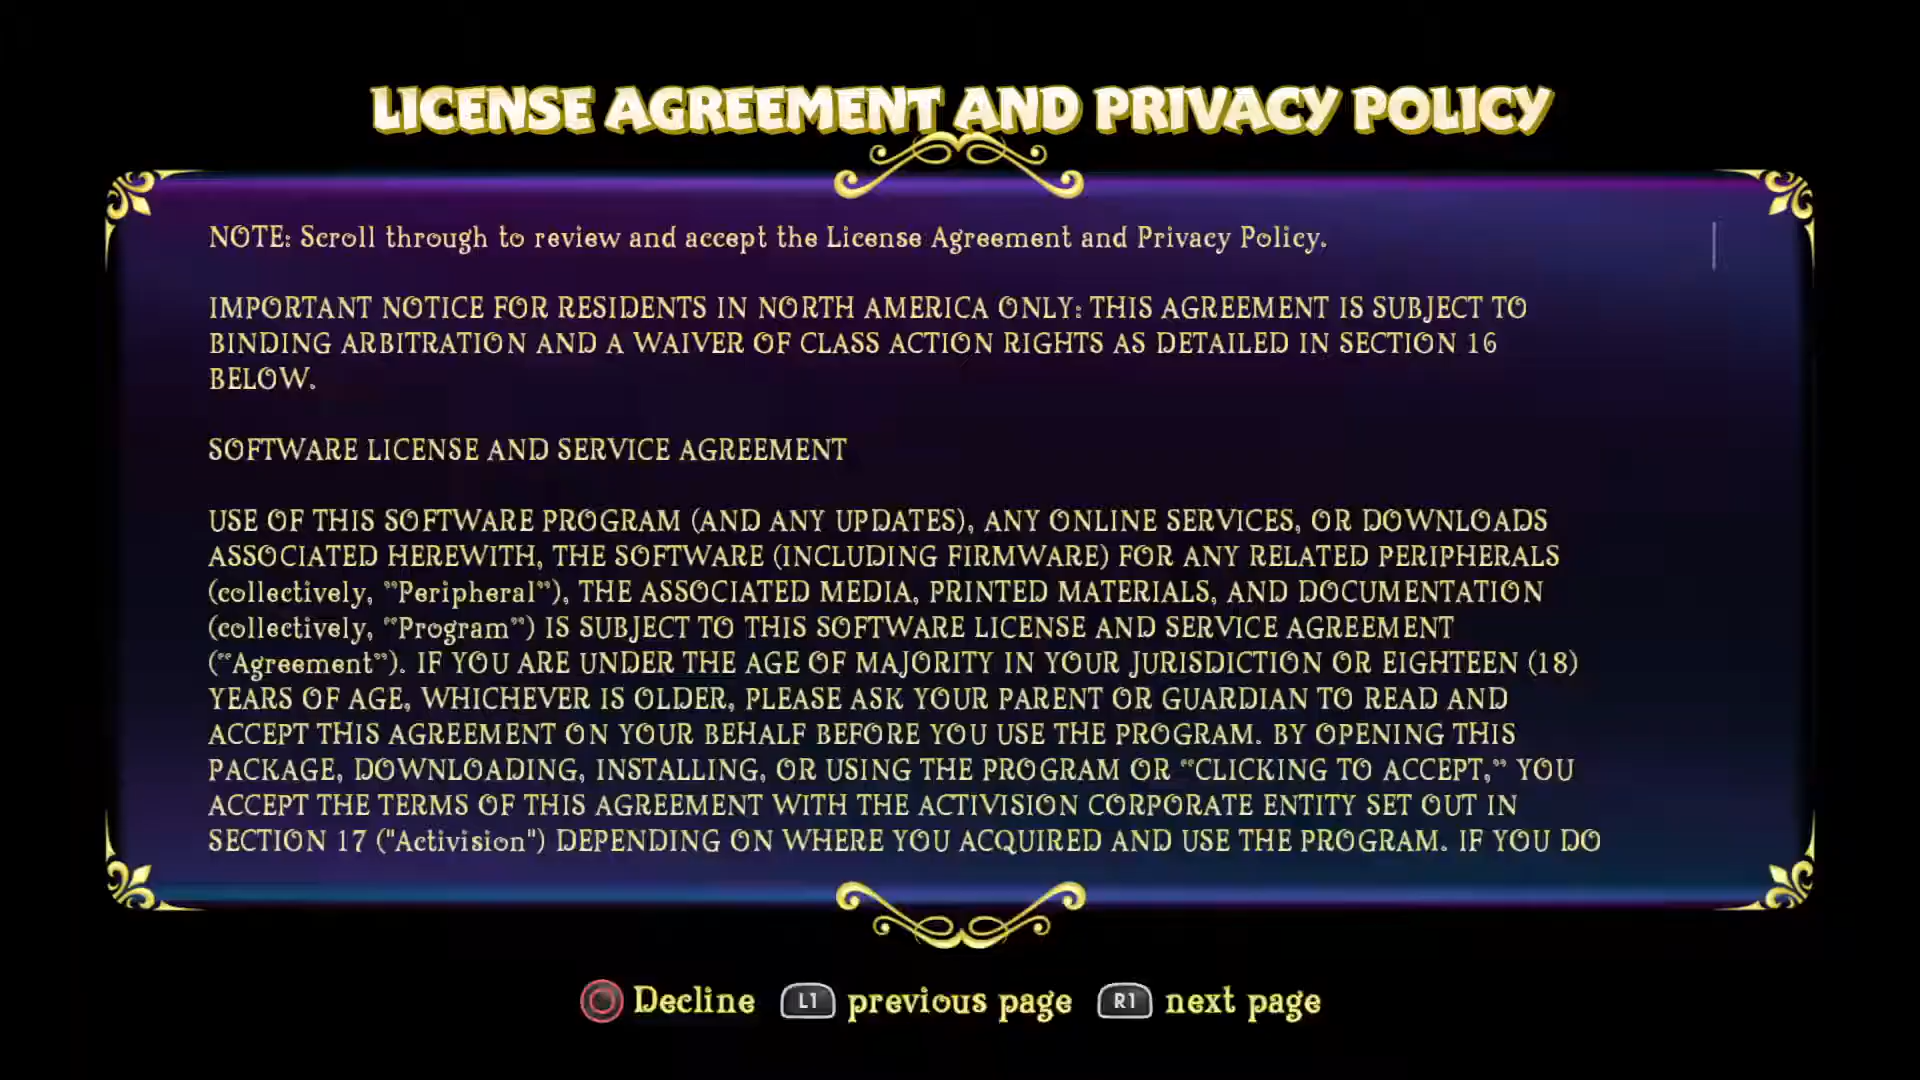 LICENSE AGREEMENT AND PRIVACY POLICY
NOTE: Scroll through to review and accept the License Agreement and Privacy Policy.
IMPORTANT NOTICE FOR RESIDENTS IN NORTH AMERICA ONLY: THIS AGREEMENT IS SUBJECT TO
BINDING ARBITRATION AND A WAIVER OF CLASS ACTION RIGHTS AS DETAILED IN SECTION 16
BELOW.
SOFTWARE LICENSE AND SERVICE AGREEMENT
USE OF THIS SOFTWARE PROGRAM (AND ANY UPDATES), ANY ONLINE SERVICES, OR DOWNLOADS
ASSOCIATED HEREWITH, THE SOFTWARE (INCLUDING FIRMWARE) FOR ANY RELATED PERIPHERALS
(collectively, ”Peripheral”), THE ASSOCIATED MEDIA, PRINTED MATERIALS, AND DOCUMENTATION
(collectively, “Program”) IS SUBJECT TO THIS SOFTWARE LICENSE AND SERVICE AGREEMENT
(“Agreement”). IF YOU ARE UNDER THE AGE OF MAJORITY IN YOUR JURISDICTION OR EIGHTEEN (18)
YEARS OF AGE, WHICHEVER IS OLDER, PLEASE ASK YOUR PARENT OR GUARDIAN TO READ AND
ACCEPT THIS AGREEMENT ON YOUR BEHALF BEFORE YOU USE THE PROGRAM. BY OPENING THIS
PACKAGE, DOWNLOADING, INSTALLING, OR USING THE PROGRAM OR “CLICKING TO ACCEPT,” YOU
ACCEPT THE TERMS OF THIS AGREEMENT WITH THE ACTIVISION CORPORATE ENTITY SET OUT IN
SECTION 17 ("Activision") DEPENDING ON WHERE YOU ACQUIRED AND USE THE PROGRAM. IF YOU DO
Decline L1 previous page R1 next page